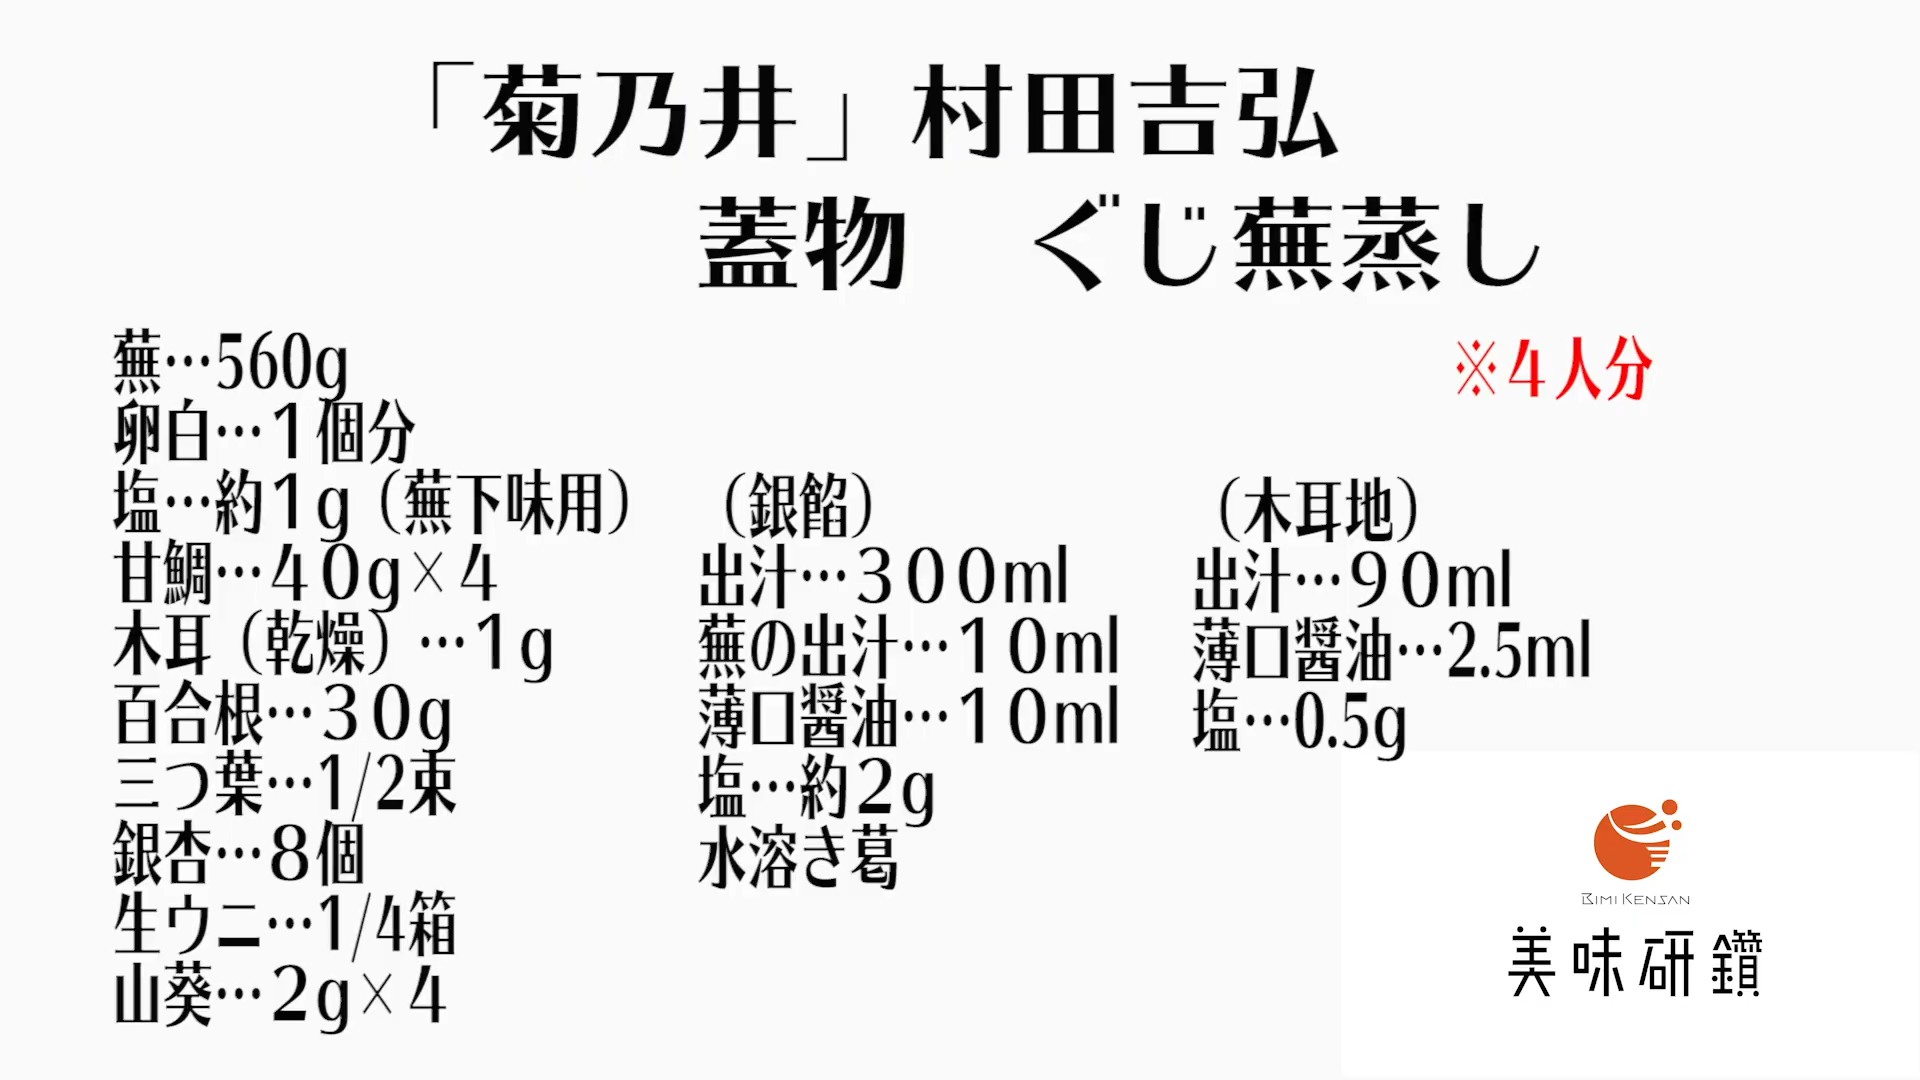 「菊乃井」村田吉弘
蓋物　ぐじ蕪蒸し
※４人分
蕪…560g
卵白…１個分
塩…約１g（蕪下味用）
甘鯛…４０g×４
木耳（乾燥）…１g
百合根…３０g
三つ葉…1/2束
銀杏…８個
生ウニ…1/4箱
山葵…２g×４
（銀餡）
出汁…３００ml
蕪の出汁…１０ml
薄口醤油…１０ml
塩…約２g
水溶き葛
（木耳地）
出汁…９０ml
薄口醤油…2.5ml
塩…0.5g
BIMI KENSAN
美味研鑽